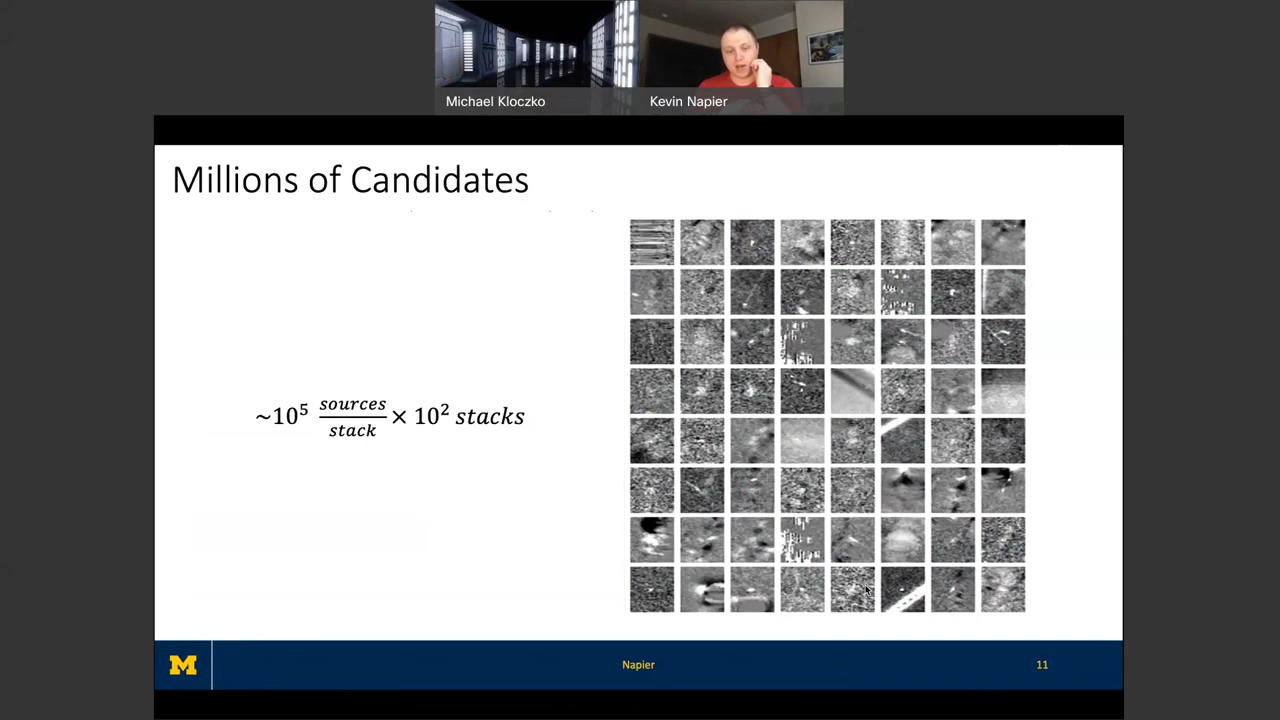 Michael Kloczko
Kevin Napier
Millions of Candidates
~10⁵ sources/stack × 10² stacks
M
Napier
11